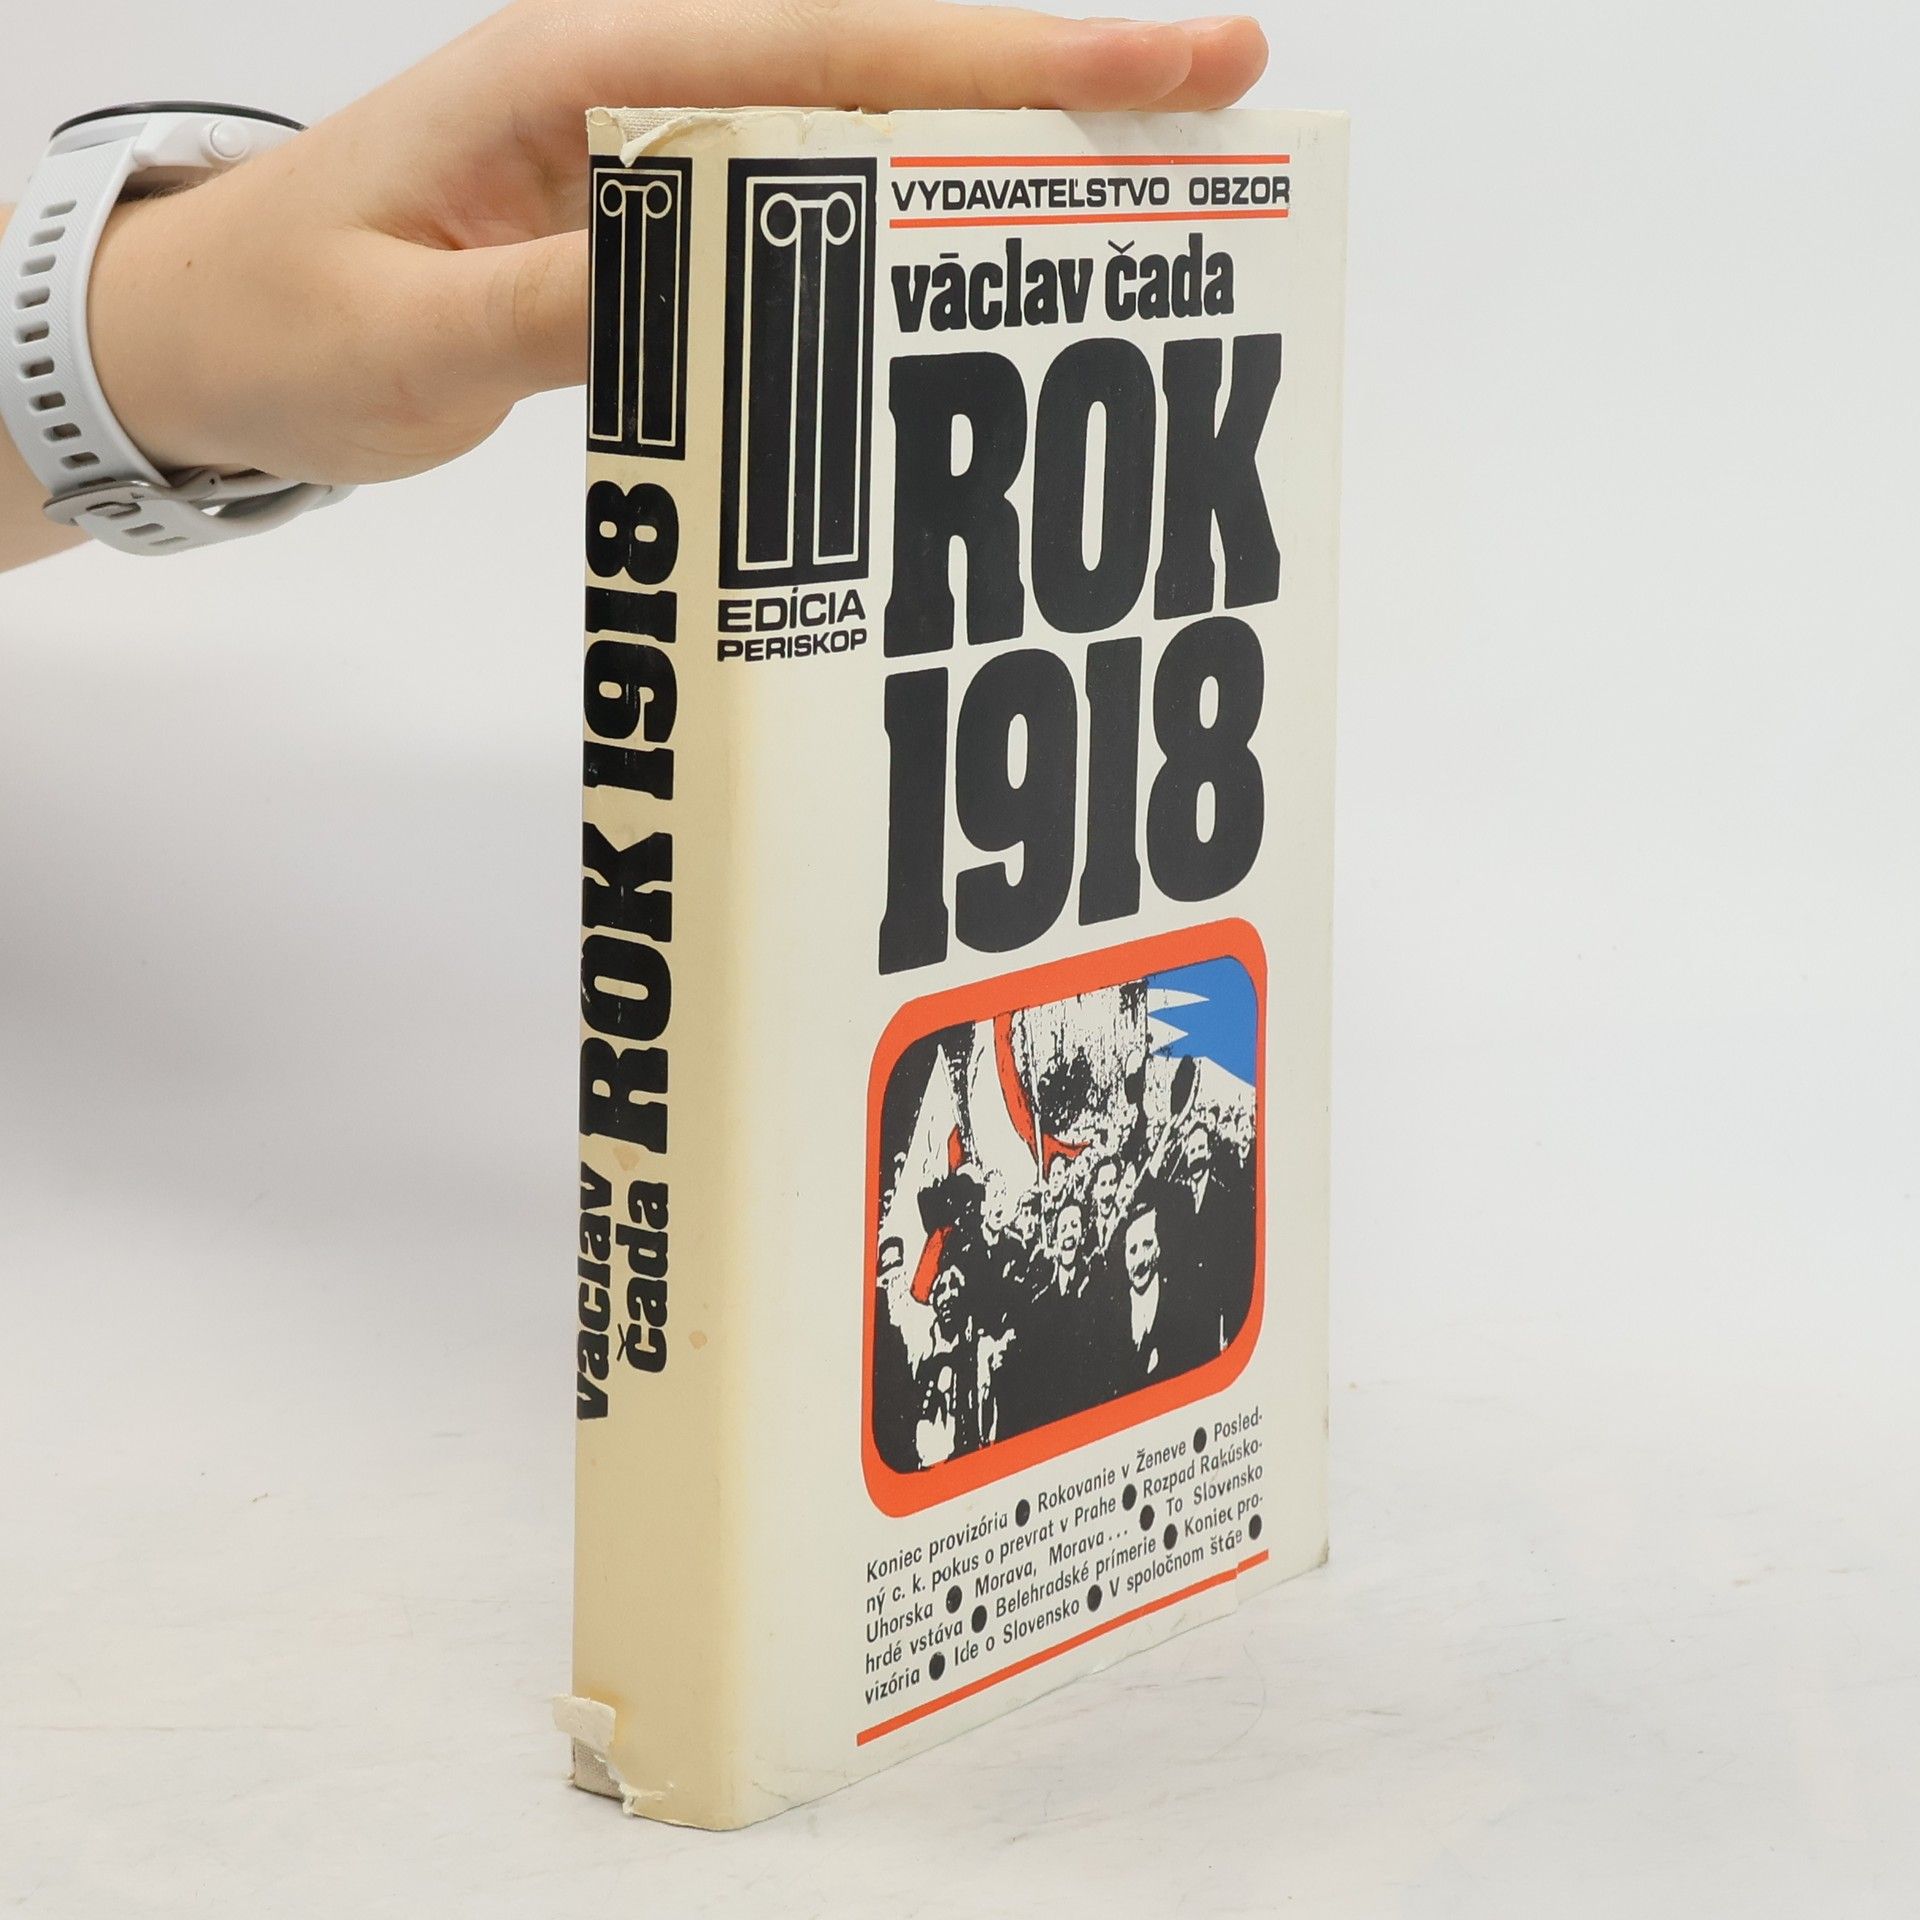 ROK 1918
václav
čada
VYDAVATEĽSTVO OBZOR
václav čada
ROK
1918
EDÍCIA
PERISKOP
Koniec provizória ● Rokovanie v Ženeve ● Posled-
ný c. k. pokus o prevrat v Prahe ● Rozpad Rakúsko-
Uhorska ● Morava, Morava... ● To Slovensko
hrdé vstáva ● Belehradské prímerie ● Koniec pro-
vizória ● Ide o Slovensko ● V spoločnom štáte ●